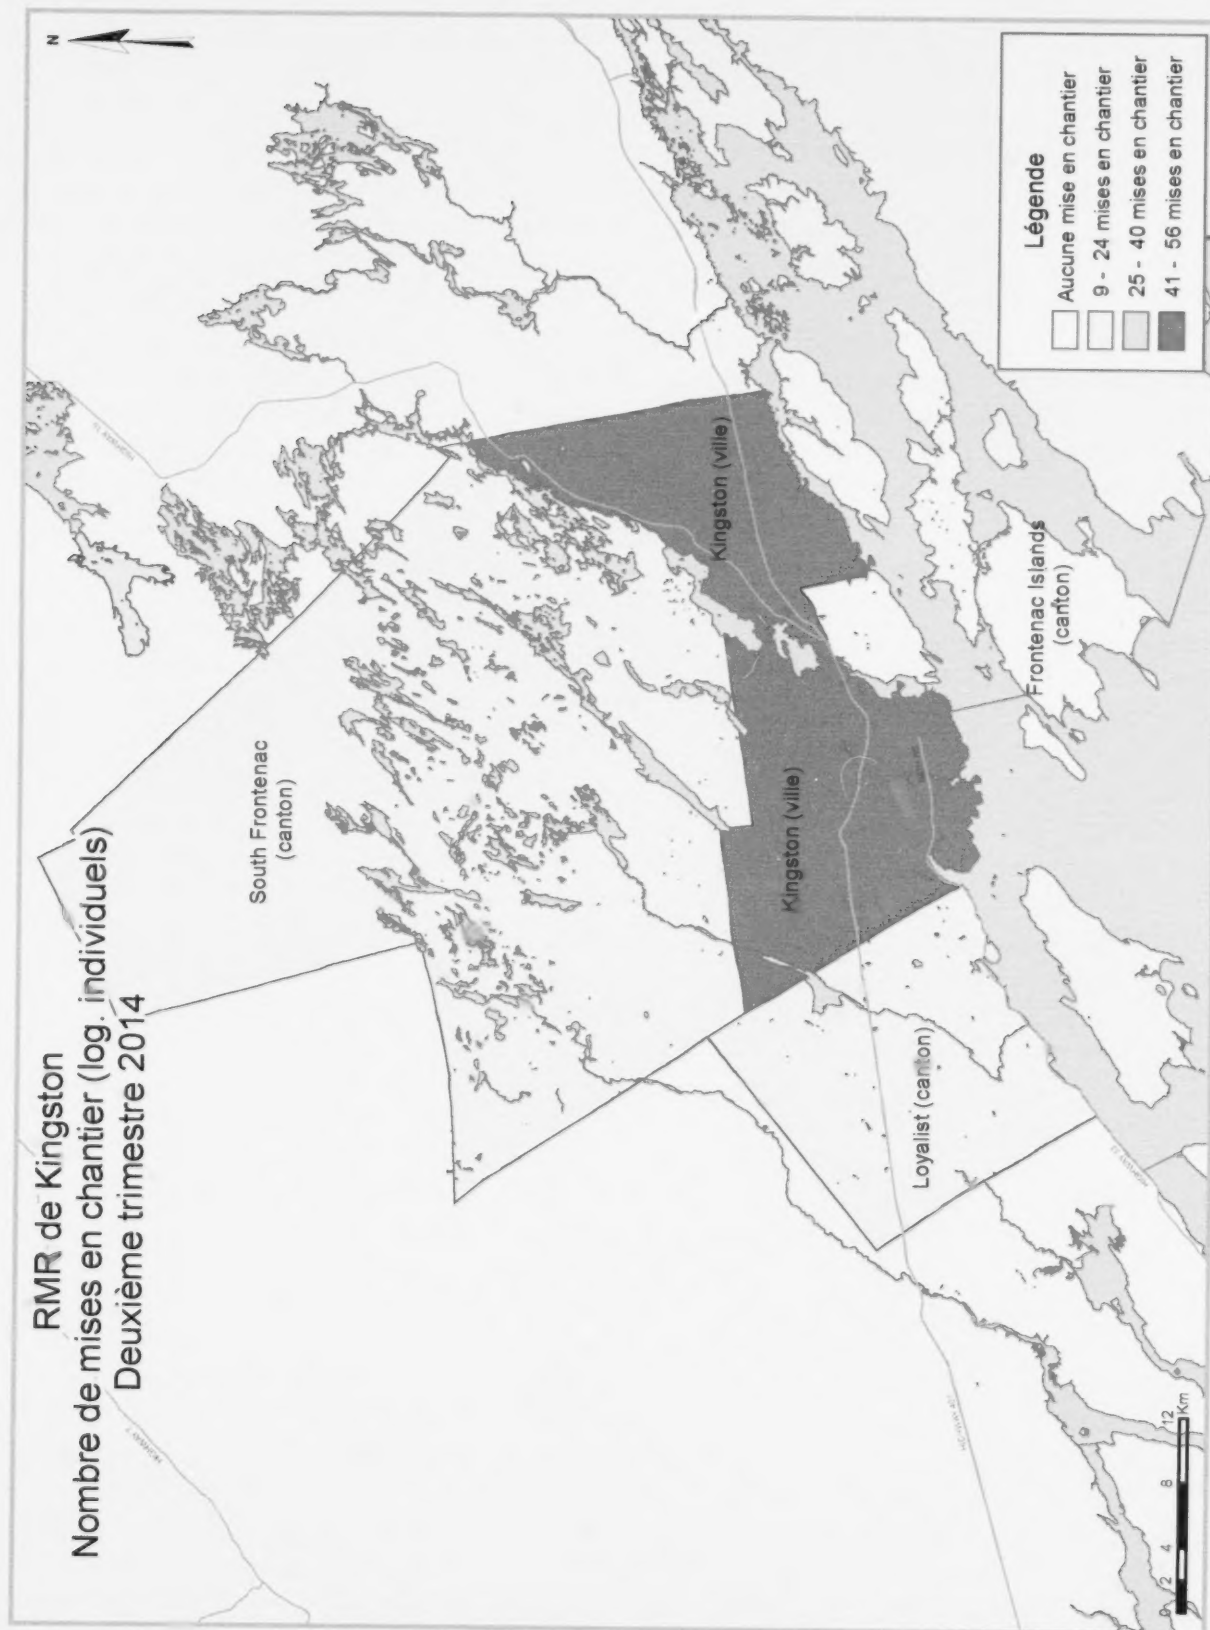 RMR de Kingston
Nombre de mises en chantier (log. individuels)
Deuxième trimestre 2014
N
South Frontenac
(canton)
Kingston (ville)
Kingston (ville)
Loyalist (canton)
Frontenac Islands
(canton)
Légende
Aucune mise en chantier
9 - 24 mises en chantier
25 - 40 mises en chantier
41 - 56 mises en chantier
0 2 4 8 12
Km